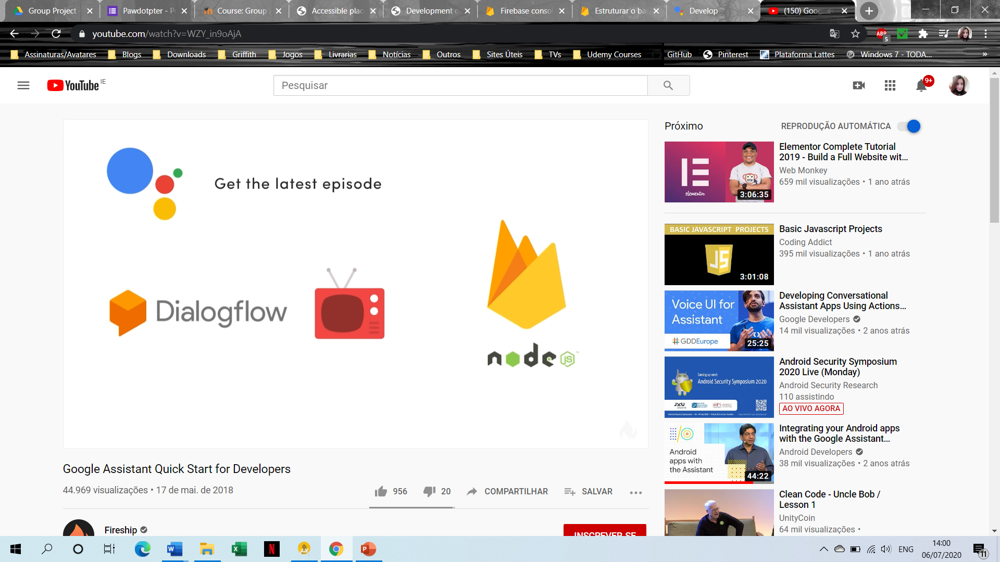 Group Project
Pawdotpter - P
Course: Group
Accessible plac
Development o
Firebase conso
Estruturar o ba
Develop
(150) Goog
youtube.com/watch?v=WZY_in9oAjA
ABP
5
Assinaturas/Avatares
Blogs
Downloads
Griffith
Jogos
Livrarias
Notícias
Outros
Sites Úteis
TVs
Udemy Courses
GitHub
Pinterest
Plataforma Lattes
Windows 7 - TODA...
»
YouTube IE
Pesquisar
9+
Get the latest episode
Dialogflow
node
JS
Google Assistant Quick Start for Developers
44.969 visualizações • 17 de mai. de 2018
956
20
COMPARTILHAR
SALVAR
Fireship
INSCREVER-SE
Próximo
REPRODUÇÃO AUTOMÁTICA
elementor
3:06:35
Elementor Complete Tutorial
2019 - Build a Full Website wit...
Web Monkey
659 mil visualizações • 1 ano atrás
BASIC JAVASCRIPT PROJECTS
JS
3:01:08
Basic Javascript Projects
Coding Addict
395 mil visualizações • 1 ano atrás
Voice UI for
Assistant
GDDEurope
25:25
Developing Conversational
Assistant Apps Using Actions...
Google Developers
14 mil visualizações • 2 anos atrás
Coming up next:
Android Security Symposium 2020
JYU
Android Security Symposium
2020 Live (Monday)
Android Security Research
110 assistindo
AO VIVO AGORA
Android
apps with
the Assistant
44:22
Integrating your Android apps
with the Google Assistant...
Android Developers
38 mil visualizações • 2 anos atrás
Clean Code - Uncle Bob /
Lesson 1
UnityCoin
64 mil visualizações •
ENG
14:00
06/07/2020
11